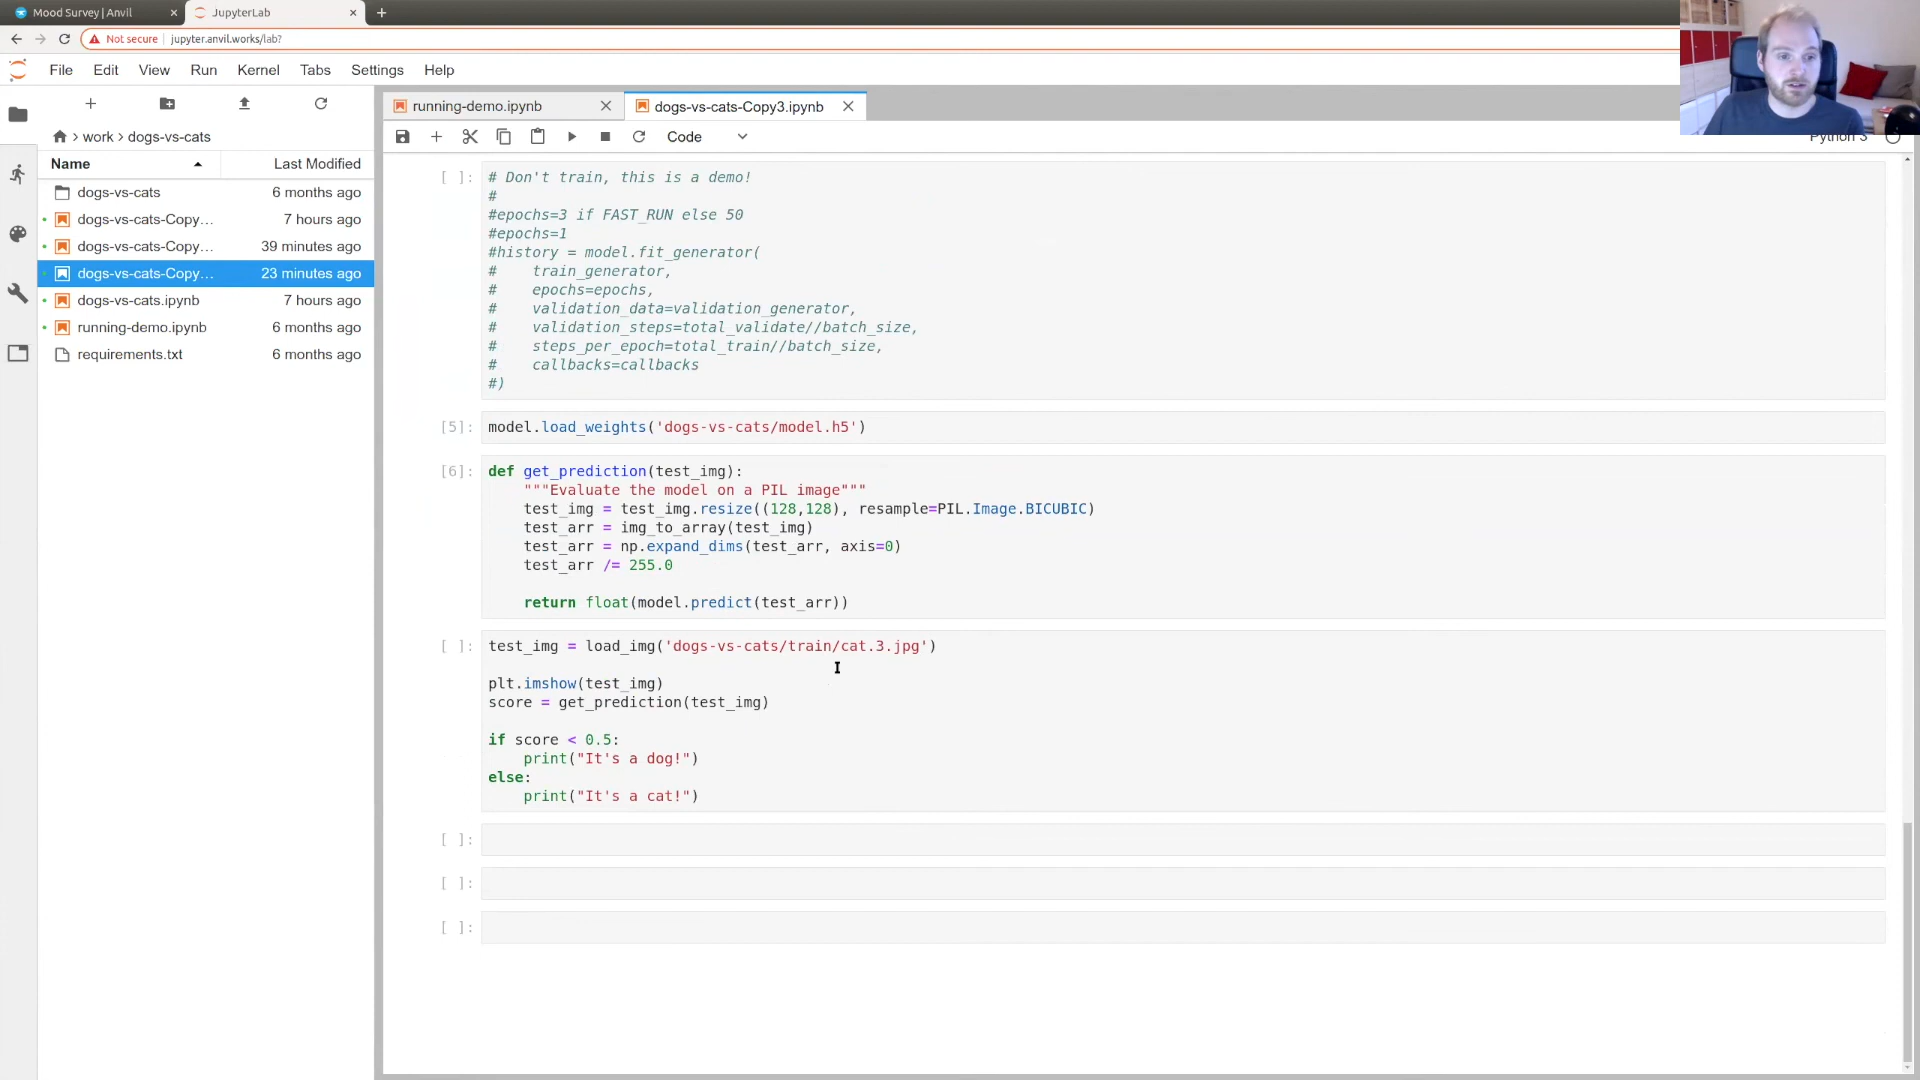 Mood Survey | Anvil
JupyterLab
Not secure
jupyter.anvil.works/lab?
File Edit View Run Kernel Tabs Settings Help
running-demo.ipynb
dogs-vs-cats-Copy3.ipynb
> work > dogs-vs-cats
Code
Python 3
Name Last Modified
dogs-vs-cats 6 months ago
dogs-vs-cats-Copy... 7 hours ago
dogs-vs-cats-Copy... 39 minutes ago
dogs-vs-cats-Copy... 23 minutes ago
dogs-vs-cats.ipynb 7 hours ago
running-demo.ipynb 6 months ago
requirements.txt 6 months ago
[ ]: # Don't train, this is a demo!
#
#epochs=3 if FAST_RUN else 50
#epochs=1
#history = model.fit_generator(
#    train_generator,
#    epochs=epochs,
#    validation_data=validation_generator,
#    validation_steps=total_validate//batch_size,
#    steps_per_epoch=total_train//batch_size,
#    callbacks=callbacks
#)
[5]: model.load_weights('dogs-vs-cats/model.h5')
[6]: def get_prediction(test_img):
    """Evaluate the model on a PIL image"""
    test_img = test_img.resize((128,128), resample=PIL.Image.BICUBIC)
    test_arr = img_to_array(test_img)
    test_arr = np.expand_dims(test_arr, axis=0)
    test_arr /= 255.0
    return float(model.predict(test_arr))
[ ]: test_img = load_img('dogs-vs-cats/train/cat.3.jpg')
plt.imshow(test_img)
score = get_prediction(test_img)
if score < 0.5:
    print("It's a dog!")
else:
    print("It's a cat!")
[ ]:
[ ]:
[ ]: